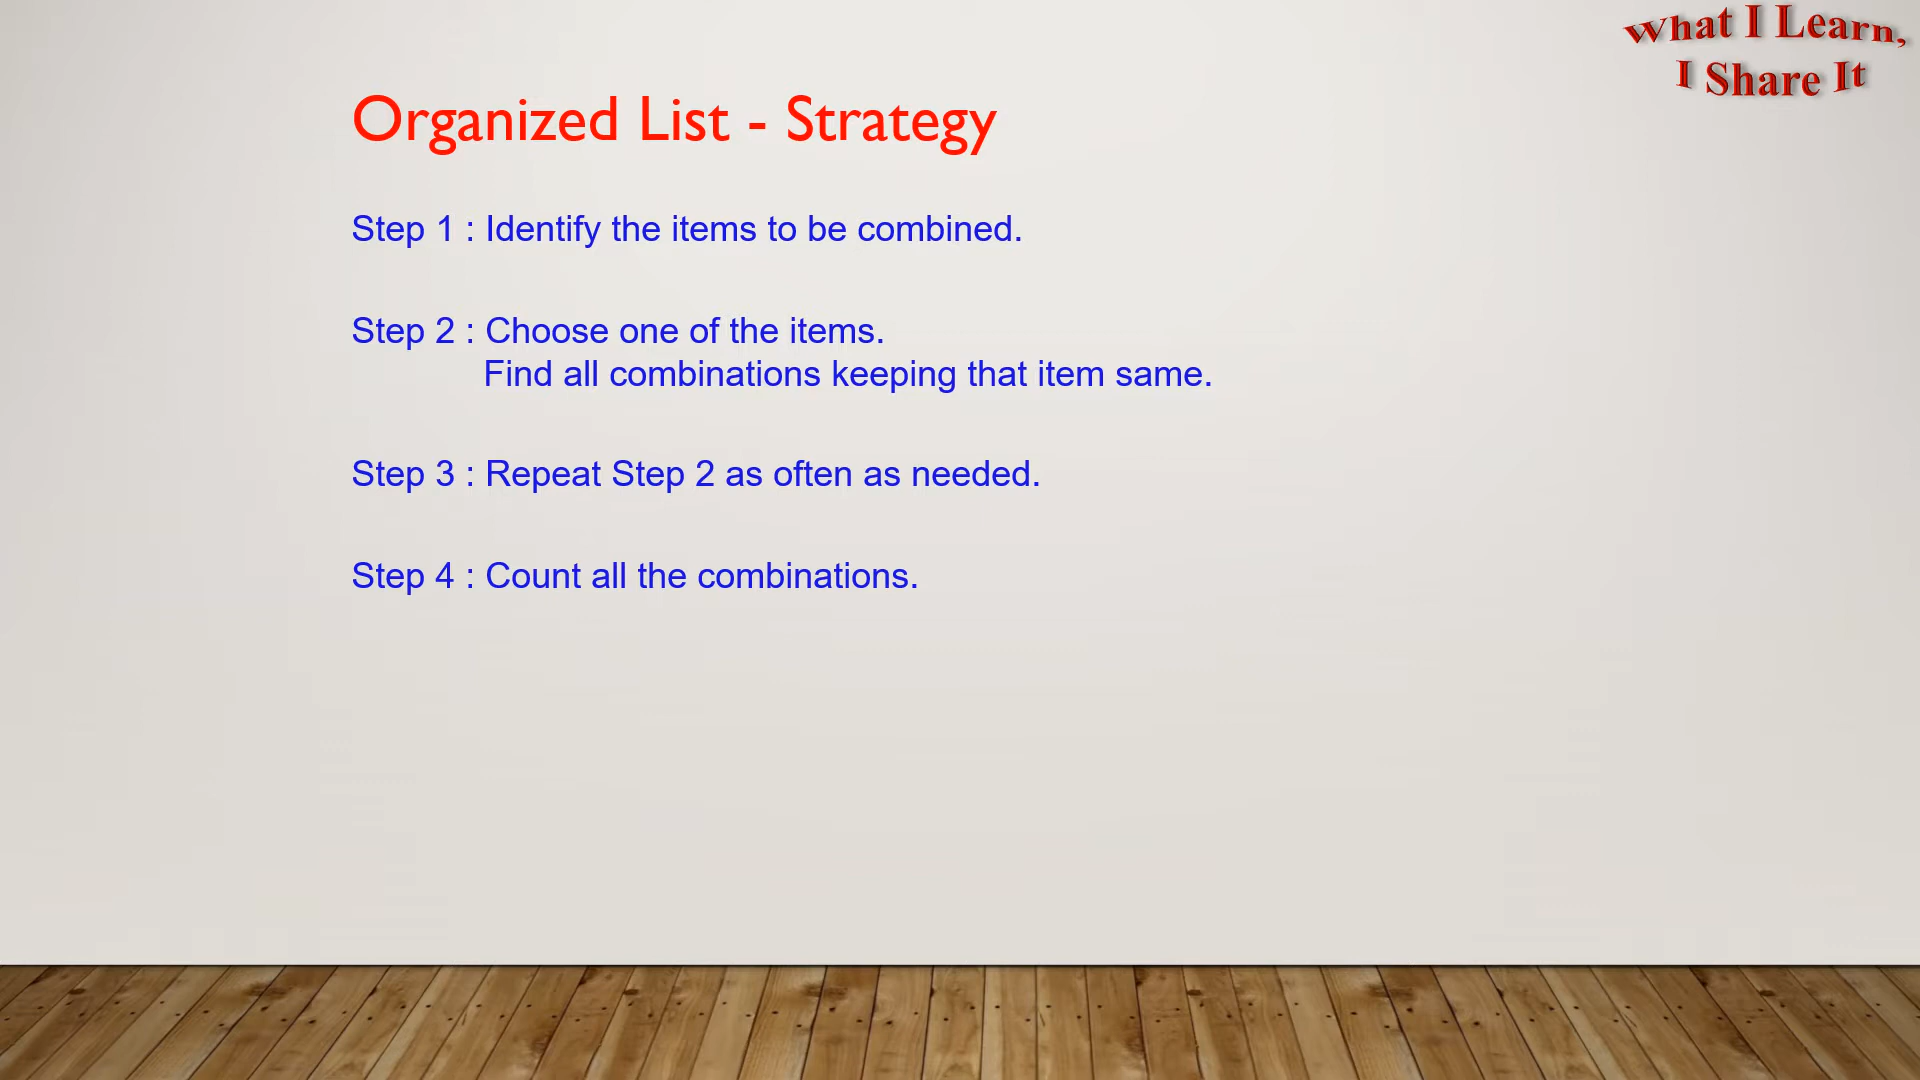 What I Learn,
I Share It
Organized List - Strategy
Step 1 : Identify the items to be combined.
Step 2 : Choose one of the items.
Find all combinations keeping that item same.
Step 3 : Repeat Step 2 as often as needed.
Step 4 : Count all the combinations.